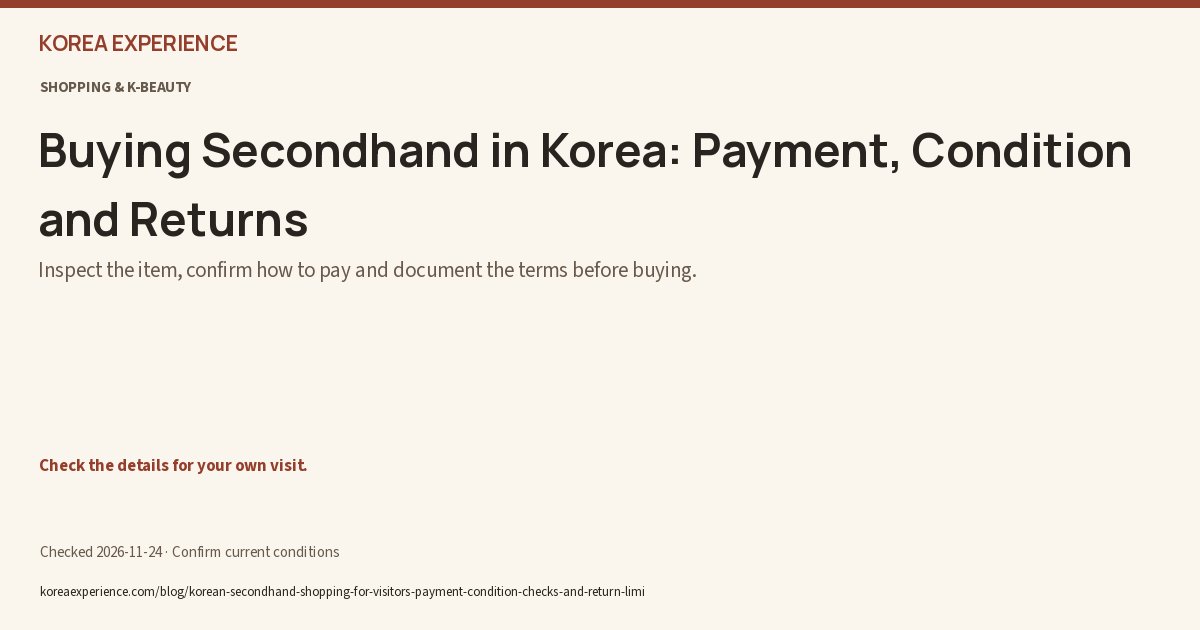 KOREA EXPERIENCE
SHOPPING & K-BEAUTY
Buying Secondhand in Korea: Payment, Condition
and Returns
Inspect the item, confirm how to pay and document the terms before buying.
Check the details for your own visit.
Checked 2026-11-24 · Confirm current conditions
koreaexperience.com/blog/korean-secondhand-shopping-for-visitors-payment-condition-checks-and-return-limi